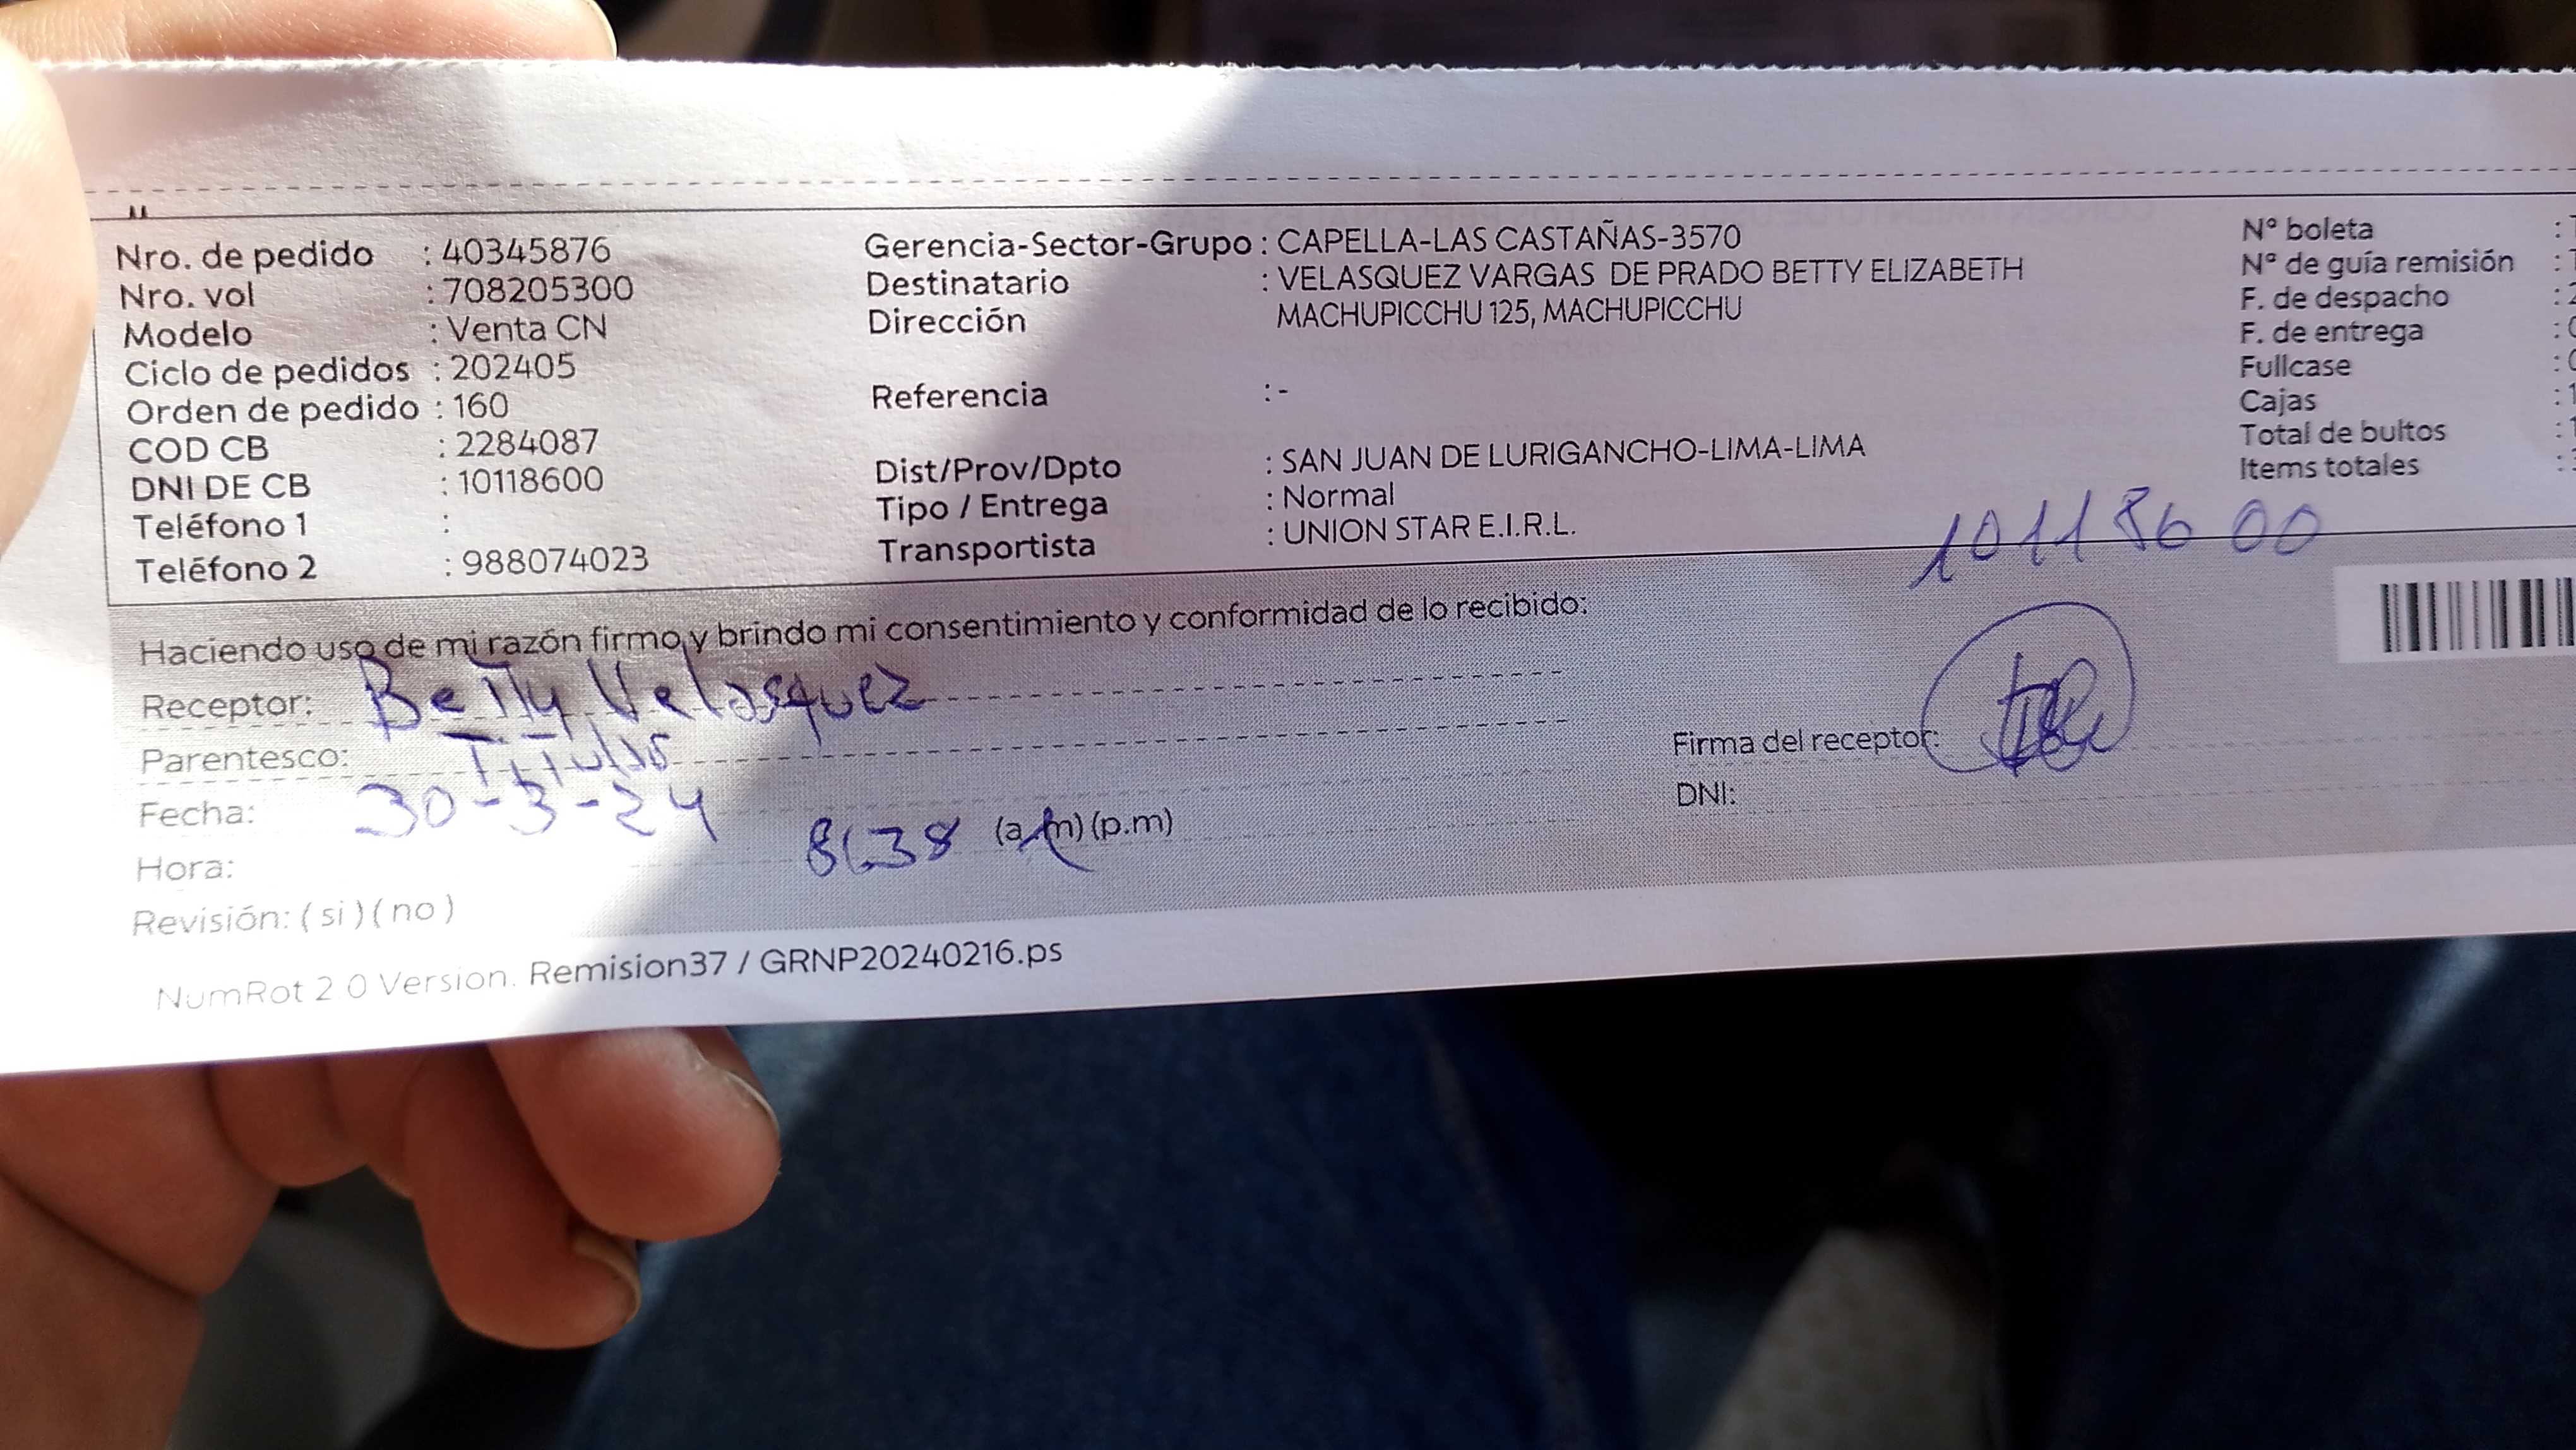 Nro. de pedido : 40345876
Nro. vol : 708205300
Modelo : Venta CN
Ciclo de pedidos : 202405
Orden de pedido : 160
COD CB : 2284087
DNI DE CB : 10118600
Teléfono 1 :
Teléfono 2 : 988074023
Gerencia-Sector-Grupo : CAPELLA-LAS CASTAÑAS-3570
Destinatario : VELASQUEZ VARGAS DE PRADO BETTY ELIZABETH
Dirección MACHUPICCHU 125, MACHUPICCHU
Referencia : -
Dist/Prov/Dpto : SAN JUAN DE LURIGANCHO-LIMA-LIMA
Tipo / Entrega : Normal
Transportista : UNION STAR E.I.R.L.
Nº boleta :
Nº de guía remisión :
F. de despacho :
F. de entrega :
Fullcase :
Cajas :
Total de bultos :
Items totales :
10118600
Haciendo uso de mi razón firmo y brindo mi consentimiento y conformidad de lo recibido:
Receptor: Betty Velasquez
Parentesco: Titular
Fecha: 30-3-24
Hora: 8:38 (a.m) (p.m)
Revisión: ( si ) ( no )
Firma del receptor:
DNI:
NumRot 2 0 Version. Remision37 / GRNP20240216.ps